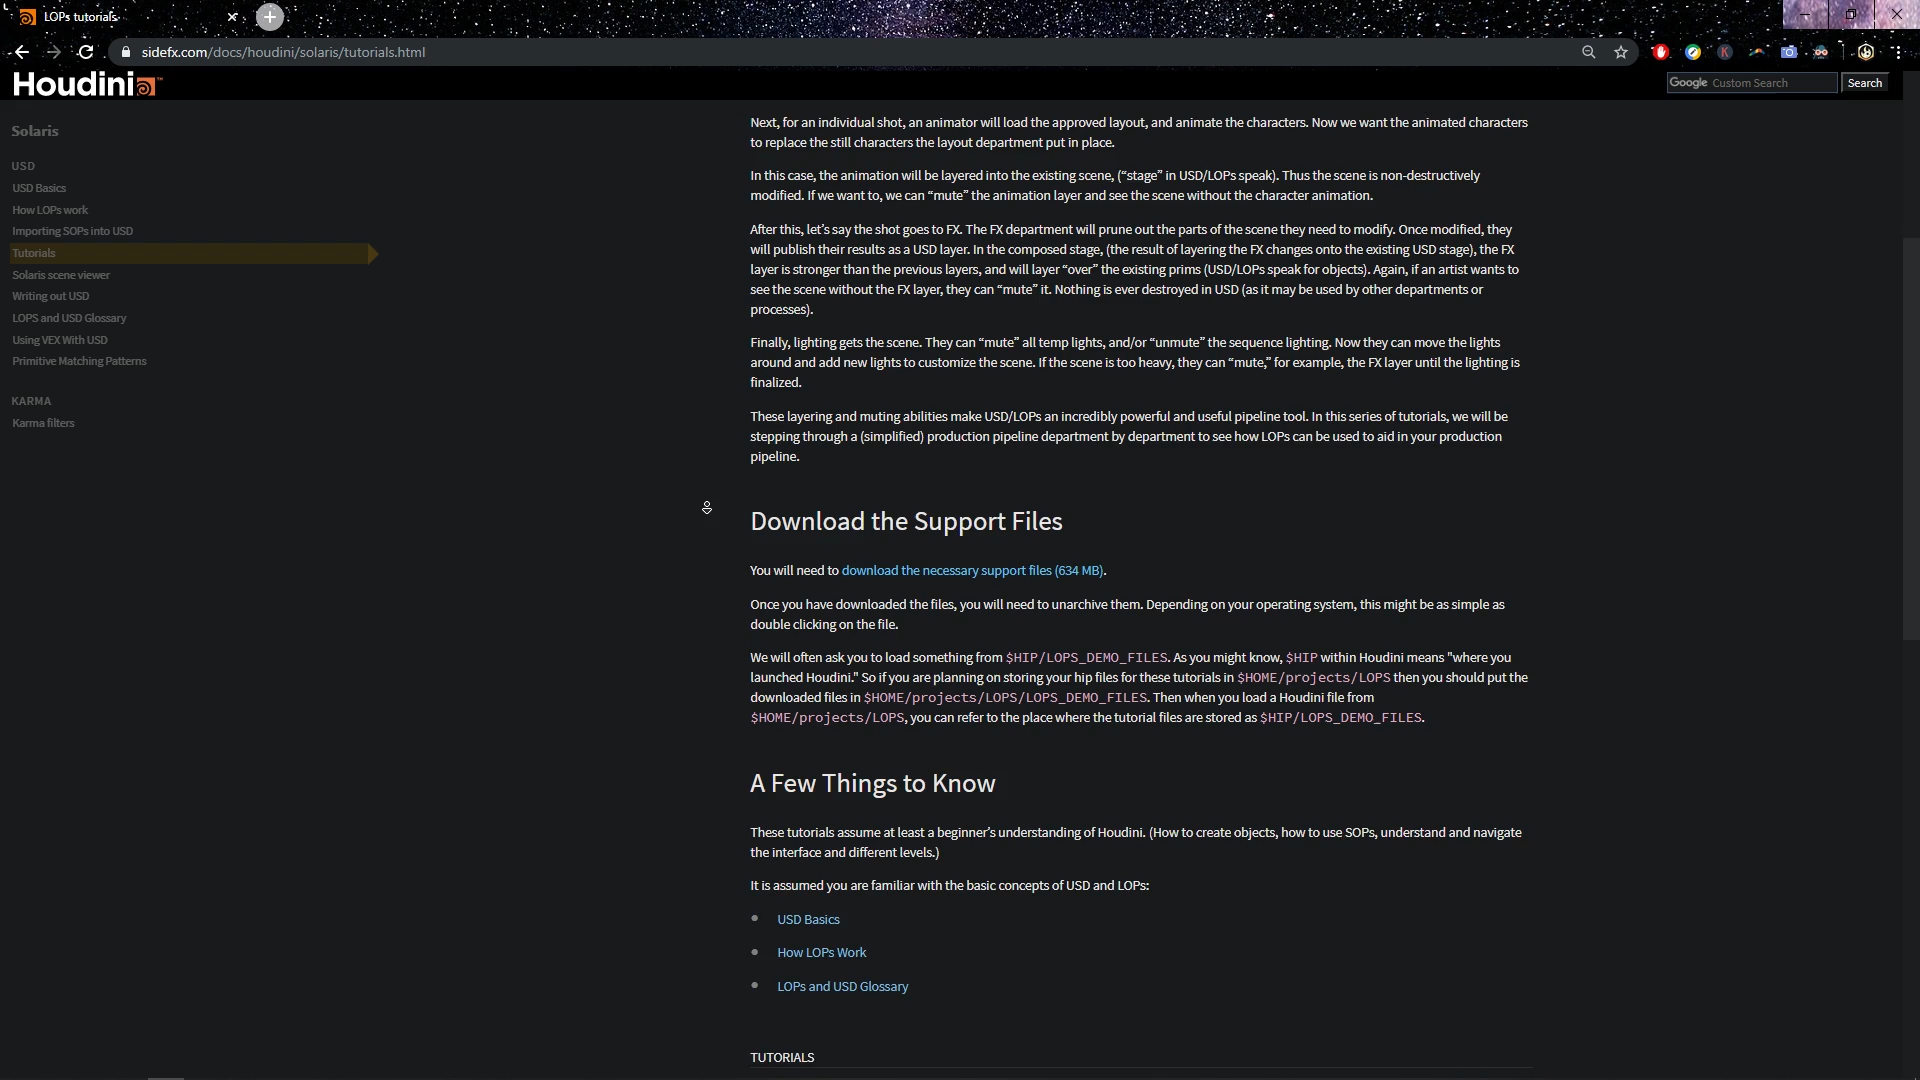 LOPs tutorials
sidefx.com/docs/houdini/solaris/tutorials.html
Houdini
Google Custom Search
Search
Solaris
USD
USD Basics
How LOPs work
Importing SOPs into USD
Tutorials
Solaris scene viewer
Writing out USD
LOPS and USD Glossary
Using VEX With USD
Primitive Matching Patterns
KARMA
Karma filters
Next, for an individual shot, an animator will load the approved layout, and animate the characters. Now we want the animated characters
to replace the still characters the layout department put in place.
In this case, the animation will be layered into the existing scene, (“stage” in USD/LOPs speak). Thus the scene is non-destructively
modified. If we want to, we can “mute” the animation layer and see the scene without the character animation.
After this, let’s say the shot goes to FX. The FX department will prune out the parts of the scene they need to modify. Once modified, they
will publish their results as a USD layer. In the composed stage, (the result of layering the FX changes onto the existing USD stage), the FX
layer is stronger than the previous layers, and will layer “over” the existing prims (USD/LOPs speak for objects). Again, if an artist wants to
see the scene without the FX layer, they can “mute” it. Nothing is ever destroyed in USD (as it may be used by other departments or
processes).
Finally, lighting gets the scene. They can “mute” all temp lights, and/or “unmute” the sequence lighting. Now they can move the lights
around and add new lights to customize the scene. If the scene is too heavy, they can “mute,” for example, the FX layer until the lighting is
finalized.
These layering and muting abilities make USD/LOPs an incredibly powerful and useful pipeline tool. In this series of tutorials, we will be
stepping through a (simplified) production pipeline department by department to see how LOPs can be used to aid in your production
pipeline.
Download the Support Files
You will need to download the necessary support files (634 MB).
Once you have downloaded the files, you will need to unarchive them. Depending on your operating system, this might be as simple as
double clicking on the file.
We will often ask you to load something from $HIP/LOPS_DEMO_FILES. As you might know, $HIP within Houdini means "where you
launched Houdini." So if you are planning on storing your hip files for these tutorials in $HOME/projects/LOPS then you should put the
downloaded files in $HOME/projects/LOPS/LOPS_DEMO_FILES. Then when you load a Houdini file from
$HOME/projects/LOPS, you can refer to the place where the tutorial files are stored as $HIP/LOPS_DEMO_FILES.
A Few Things to Know
These tutorials assume at least a beginner’s understanding of Houdini. (How to create objects, how to use SOPs, understand and navigate
the interface and different levels.)
It is assumed you are familiar with the basic concepts of USD and LOPs:
USD Basics
How LOPs Work
LOPs and USD Glossary
TUTORIALS